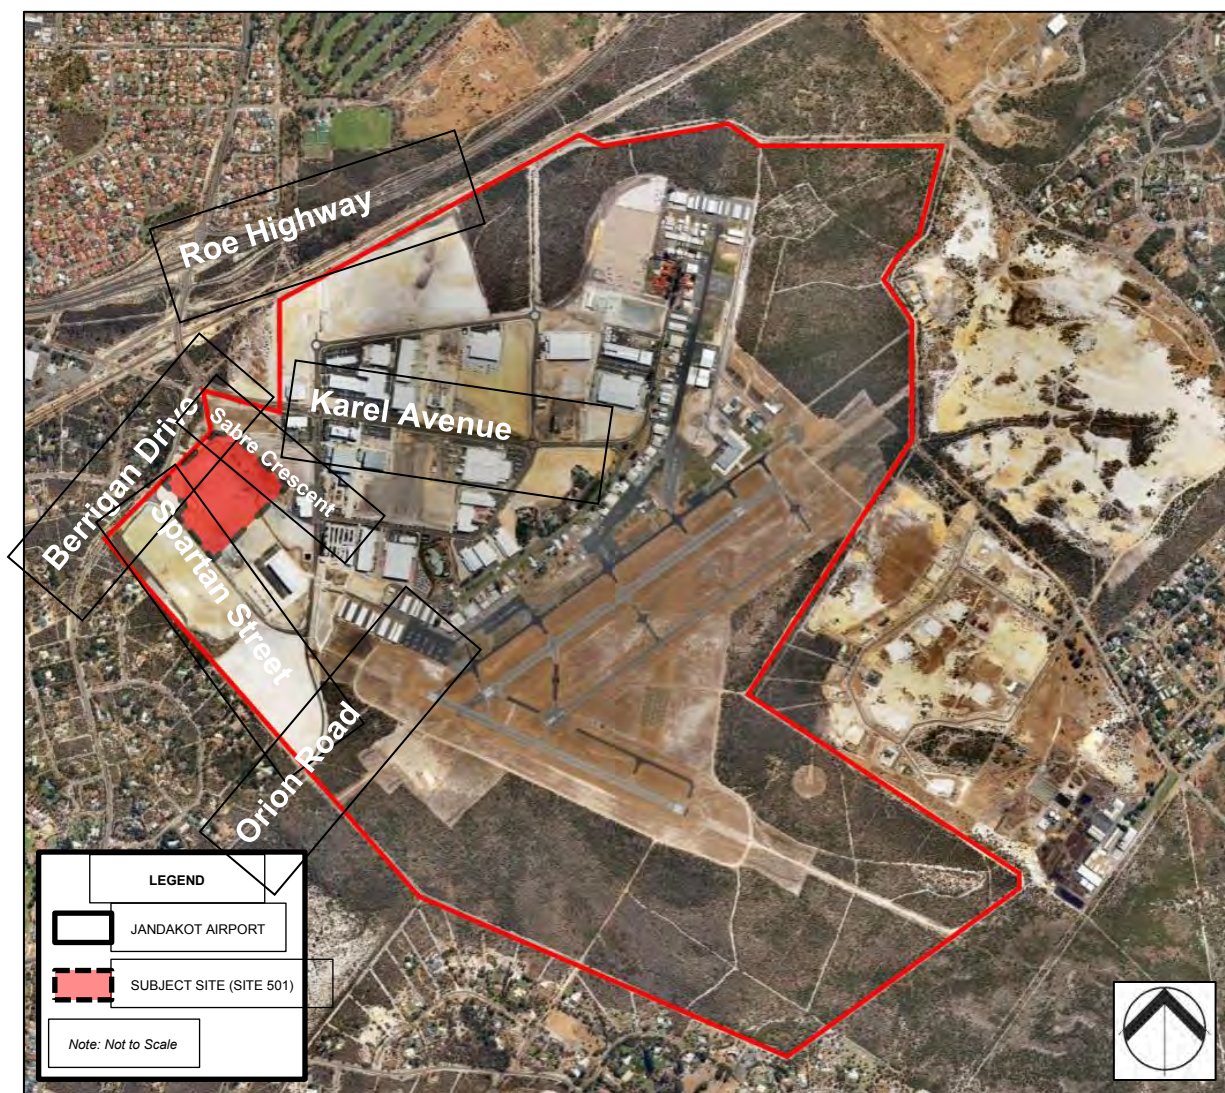 Roe Highway
Karel Avenue
Berrigan Drive
Sabre Crescent
Spartan Street
Orion Road
LEGEND
JANDAKOT AIRPORT
SUBJECT SITE (SITE 501)
Note: Not to Scale